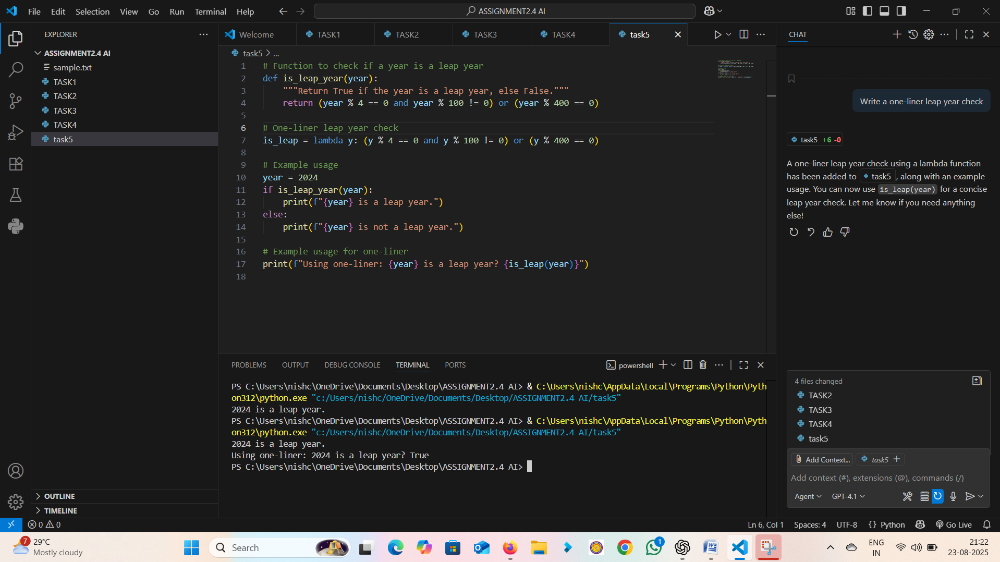 File Edit Selection View Go Run Terminal Help
ASSIGNMENT2.4 AI
EXPLORER
ASSIGNMENT2.4 AI
sample.txt
TASK1
TASK2
TASK3
TASK4
task5
OUTLINE
TIMELINE
Welcome TASK1 TASK2 TASK3 TASK4 task5
task5 > ...
1 # Function to check if a year is a leap year
2 def is_leap_year(year):
3 """Return True if the year is a leap year, else False."""
4 return (year % 4 == 0 and year % 100 != 0) or (year % 400 == 0)
5
6 # One-liner leap year check
7 is_leap = lambda y: (y % 4 == 0 and y % 100 != 0) or (y % 400 == 0)
8
9 # Example usage
10 year = 2024
11 if is_leap_year(year):
12 print(f"{year} is a leap year.")
13 else:
14 print(f"{year} is not a leap year.")
15
16 # Example usage for one-liner
17 print(f"Using one-liner: {year} is a leap year? {is_leap(year)}")
18
PROBLEMS OUTPUT DEBUG CONSOLE TERMINAL PORTS
powershell
PS C:\Users\nishc\OneDrive\Documents\Desktop\ASSIGNMENT2.4 AI> & C:\Users\nishc\AppData\Local\Programs\Python\Pyth
on312\python.exe "c:/Users/nishc/OneDrive/Documents/Desktop/ASSIGNMENT2.4 AI/task5"
2024 is a leap year.
PS C:\Users\nishc\OneDrive\Documents\Desktop\ASSIGNMENT2.4 AI> & C:\Users\nishc\AppData\Local\Programs\Python\Pyth
on312\python.exe "c:/Users/nishc/OneDrive/Documents/Desktop/ASSIGNMENT2.4 AI/task5"
2024 is a leap year.
Using one-liner: 2024 is a leap year? True
PS C:\Users\nishc\OneDrive\Documents\Desktop\ASSIGNMENT2.4 AI>
CHAT
Write a one-liner leap year check
task5 +6 -0
A one-liner leap year check using a lambda function
has been added to task5 , along with an example
usage. You can now use is_leap(year) for a concise
leap year check. Let me know if you need anything
else!
4 files changed
TASK2
TASK3
TASK4
task5
Add Context... task5
Add context (#), extensions (@), commands (/)
Agent GPT-4.1
0 0
Ln 6, Col 1 Spaces: 4 UTF-8 {} Python Go Live
7 29°C
Mostly cloudy
Search
1
ENG
IN
21:22
23-08-2025